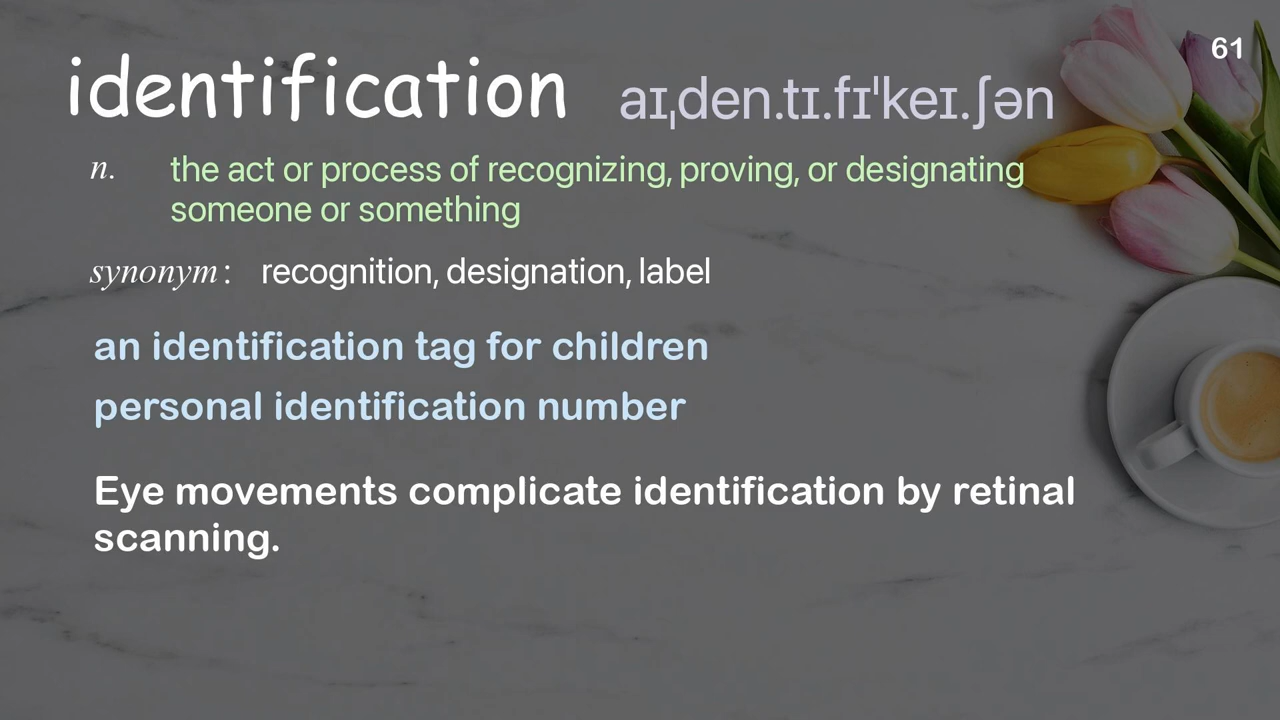 61
identification aɪˌden.tɪ.fɪˈkeɪ.ʃən
n. the act or process of recognizing, proving, or designating
someone or something
synonym: recognition, designation, label
an identification tag for children
personal identification number
Eye movements complicate identification by retinal
scanning.